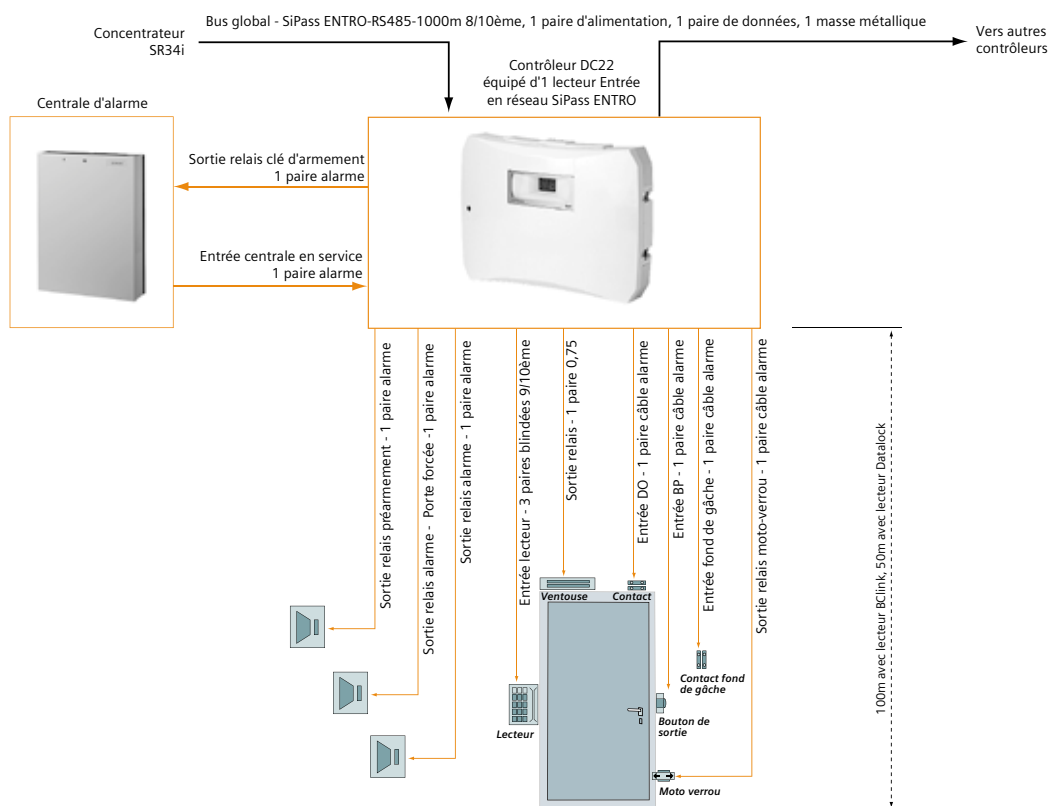 Bus global - SiPass ENTRO-RS485-1000m 8/10ème, 1 paire d'alimentation, 1 paire de données, 1 masse métallique
Concentrateur
SR34i
Vers autres
contrôleurs
Contrôleur DC22
équipé d'1 lecteur Entrée
en réseau SiPass ENTRO
Centrale d'alarme
Sortie relais clé d'armement
1 paire alarme
Entrée centrale en service
1 paire alarme
Sortie relais préarmement - 1 paire alarme
Sortie relais alarme - Porte forcée -1 paire alarme
Sortie relais alarme - 1 paire alarme
Entrée lecteur - 3 paires blindées 9/10ème
Sortie relais - 1 paire 0,75
Entrée DO - 1 paire câble alarme
Entrée BP - 1 paire câble alarme
Entrée fond de gâche - 1 paire câble alarme
Sortie relais moto-verrou - 1 paire câble alarme
100m avec lecteur BClink, 50m avec lecteur Datalock
Ventouse
Contact
Contact fond
de gâche
Lecteur
Bouton de
sortie
Moto verrou